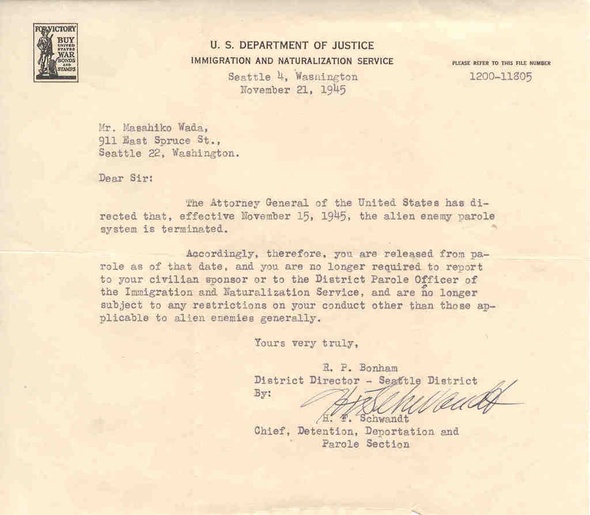 FOR VICTORY
BUY
UNITED
STATES
WAR
BONDS
AND
STAMPS
U. S. DEPARTMENT OF JUSTICE
IMMIGRATION AND NATURALIZATION SERVICE
Seattle 4, Washington
November 21, 1945
PLEASE REFER TO THIS FILE NUMBER
1200-11805
Mr. Masahiko Wada,
911 East Spruce St.,
Seattle 22, Washington.
Dear Sir:
The Attorney General of the United States has di-
rected that, effective November 15, 1945, the alien enemy parole
system is terminated.
Accordingly, therefore, you are released from pa-
role as of that date, and you are no longer required to report
to your civilian sponsor or to the District Parole Officer of
the Immigration and Naturalization Service, and are no longer
subject to any restrictions on your conduct other than those ap-
plicable to alien enemies generally.
Yours very truly,
R. P. Bonham
District Director - Seattle District
By:
Schwandt
Chief, Detention, Deportation and
Parole Section